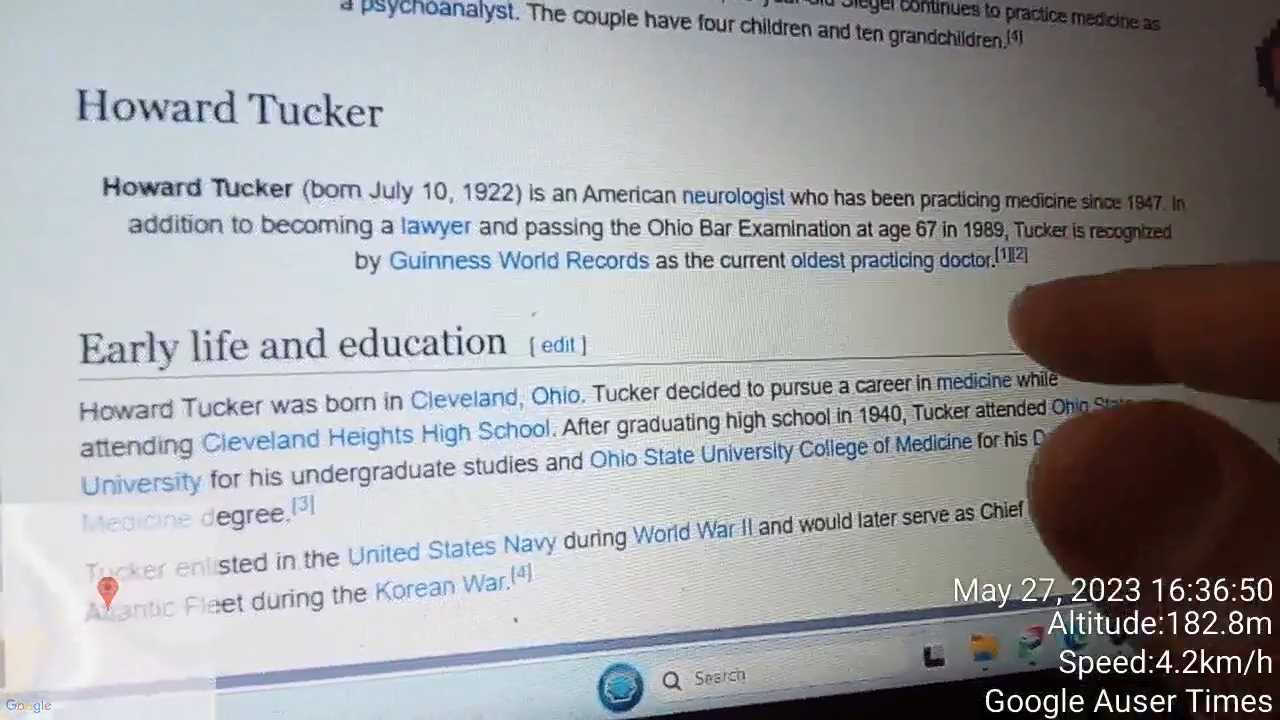 a psychoanalyst. The couple have four children and ten grandchildren.[4]
Siegel continues to practice medicine as
Howard Tucker
Howard Tucker (born July 10, 1922) is an American neurologist who has been practicing medicine since 1947. In
addition to becoming a lawyer and passing the Ohio Bar Examination at age 67 in 1989, Tucker is recognized
by Guinness World Records as the current oldest practicing doctor.[1][2]
Early life and education [ edit ]
Howard Tucker was born in Cleveland, Ohio. Tucker decided to pursue a career in medicine while
attending Cleveland Heights High School. After graduating high school in 1940, Tucker attended Ohio State
University for his undergraduate studies and Ohio State University College of Medicine for his D
Medicine degree.[3]
Tucker enlisted in the United States Navy during World War II and would later serve as Chief
Atlantic Fleet during the Korean War.[4]
Search
May 27, 2023 16:36:50
Altitude:182.8m
Speed:4.2km/h
Google Auser Times
Google